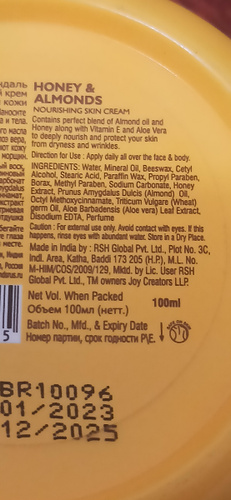 ндаль
й крем
кожи
HONEY &
ALMONDS
NOURISHING SKIN CREAM
Contains perfect blend of Almond oil and
Honey along with Vitamin E and Aloe Vera
to deeply nourish and protect your skin
from dryness and wrinkles.
Direction for Use : Apply daily all over the face & body.
INGREDIENTS: Water, Mineral Oil, Beeswax, Cetyl
Alcohol, Stearic Acid, Paraffin Wax, Propyl Paraben,
Borax, Methyl Paraben, Sodium Carbonate, Honey
Extract, Prunus Amygdalus Dulcis (Almond) Oil,
Octyl Methoxycinnamate, Triticum Vulgare (Wheat)
germ Oil, Aloe Barbadensis (Aloe vera) Leaf Extract,
Disodium EDTA, Perfume
Caution : For external use only. Avoid contact with eyes. If this
happens, rinse eyes with abundant water. Store in a Dry Place.
Made in India by : RSH Global Pvt. Ltd., Plot No. 3C,
Indl. Area, Katha, Baddi 173 205 (H.P.), M.L. No.
M-HIM/COS/2009/129, Mktd. by Lic. User RSH
Global Pvt. Ltd., TM owners Joy Creators LLP.
Net Vol. When Packed
Объем 100мл (нетт.)
100ml
Batch No., Mfd., & Expiry Date
Номер партии, срок годности Р\Е.
5
BR10096
01/2023
12/2025